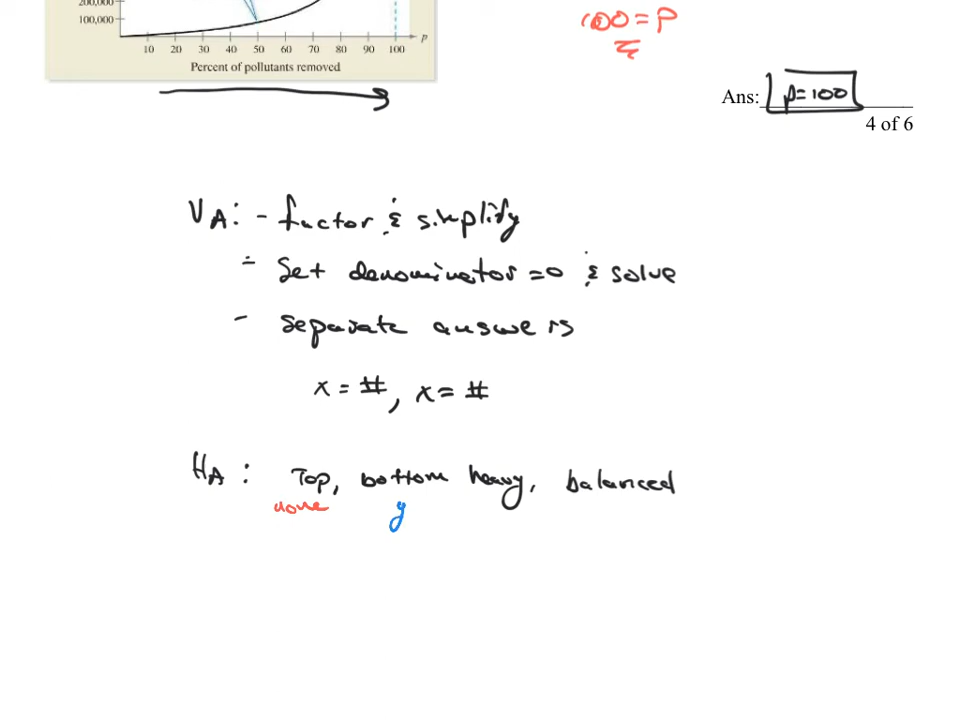 200,000
100,000
10 20 30 40 50 60 70 80 90 100 p
Percent of pollutants removed
100 = P
Ans: p=100
4 of 6
VA: - factor & simplify
- Set denominator = 0 & solve
- separate answers
x = #, x = #
HA: Top, bottom heavy, balanced
none y